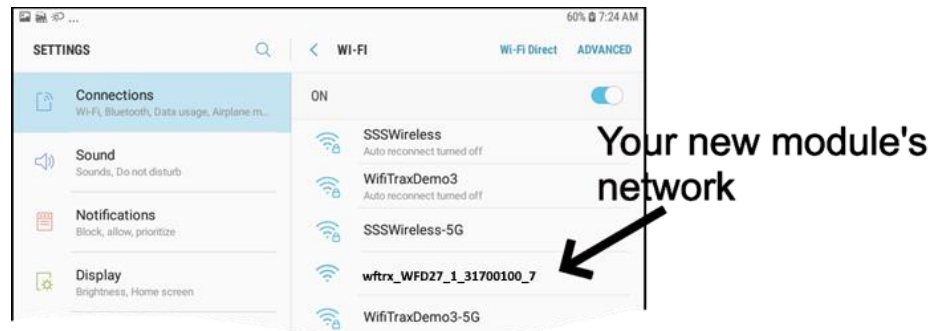 60% 7:24 AM
SETTINGS
Connections
Wi-Fi, Bluetooth, Data usage, Airplane m...
Sound
Sounds, Do not disturb
Notifications
Block, allow, prioritize
Display
Brightness, Home screen
WI-FI
Wi-Fi Direct
ADVANCED
ON
SSSWireless
Auto reconnect turned off
WifiTraxDemo3
Auto reconnect turned off
SSSWireless-5G
wftrx_WFD27_1_31700100_7
WifiTraxDemo3-5G
Your new module's
network